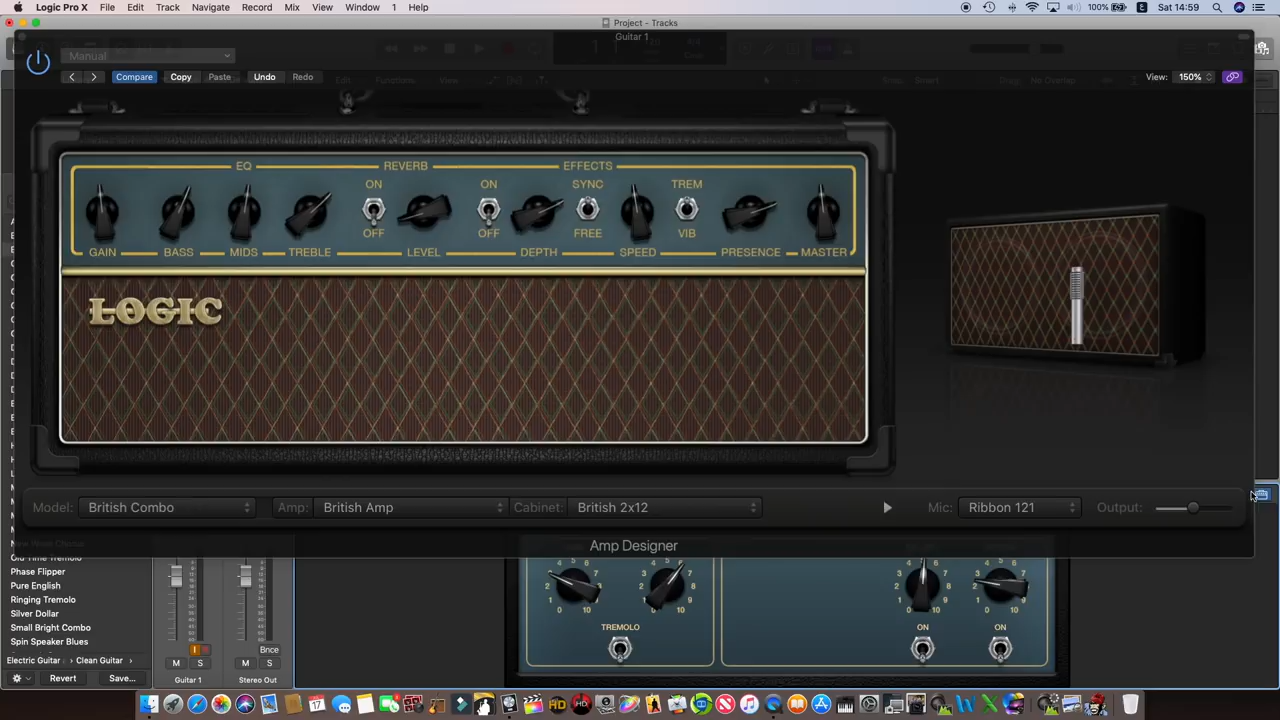 Logic Pro X File Edit Track Navigate Record Mix View Window 1 Help 100% Sat 14:59
Project - Tracks
Guitar 1
Manual
Compare Copy Paste Undo Redo View: 150%
EQ REVERB EFFECTS
ON ON SYNC TREM
OFF OFF FREE VIB
GAIN BASS MIDS TREBLE LEVEL DEPTH SPEED PRESENCE MASTER
LOGIC
Model: British Combo Amp: British Amp Cabinet: British 2x12 Mic: Ribbon 121 Output:
Amp Designer
Old Time Tremolo
Phase Flipper
Pure English
Ringing Tremolo
Silver Dollar
Small Bright Combo
Spin Speaker Blues
TREMOLO ON ON
Bnce
M S M S
Electric Guitar Clean Guitar
Revert Save...
Guitar 1 Stereo Out